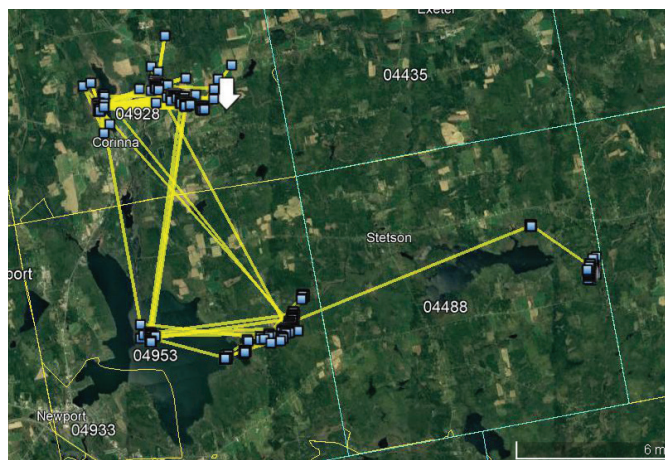 Exeter
04435
04928
Corinna
Stetson
port
04488
04953
Newport
04933
6 m